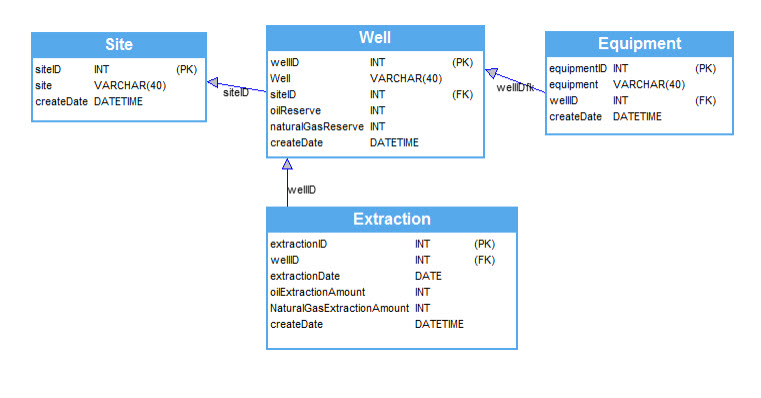 Site
siteID INT (PK)
site VARCHAR(40)
createDate DATETIME
siteID
Well
wellID INT (PK)
Well VARCHAR(40)
siteID INT (FK)
oilReserve INT
naturalGasReserve INT
createDate DATETIME
wellIDfk
Equipment
equipmentID INT (PK)
equipment VARCHAR(40)
wellID INT (FK)
createDate DATETIME
wellID
Extraction
extractionID INT (PK)
wellID INT (FK)
extractionDate DATE
oilExtractionAmount INT
NaturalGasExtractionAmount INT
createDate DATETIME